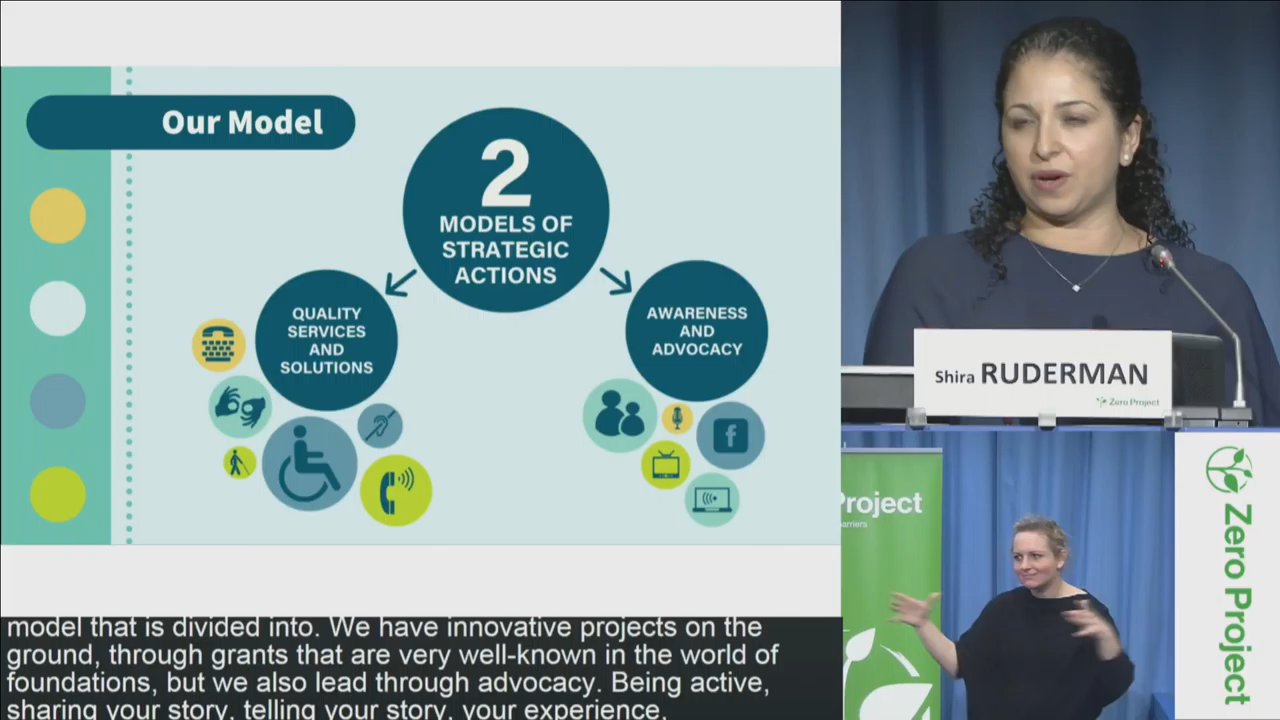 Our Model
2
MODELS OF
STRATEGIC
ACTIONS
QUALITY
SERVICES
AND
SOLUTIONS
AWARENESS
AND
ADVOCACY
Shira RUDERMAN
Zero Project
Project
arriers
Zero Project
model that is divided into. We have innovative projects on the
ground, through grants that are very well-known in the world of
foundations, but we also lead through advocacy. Being active,
sharing your story, telling your story, your experience,